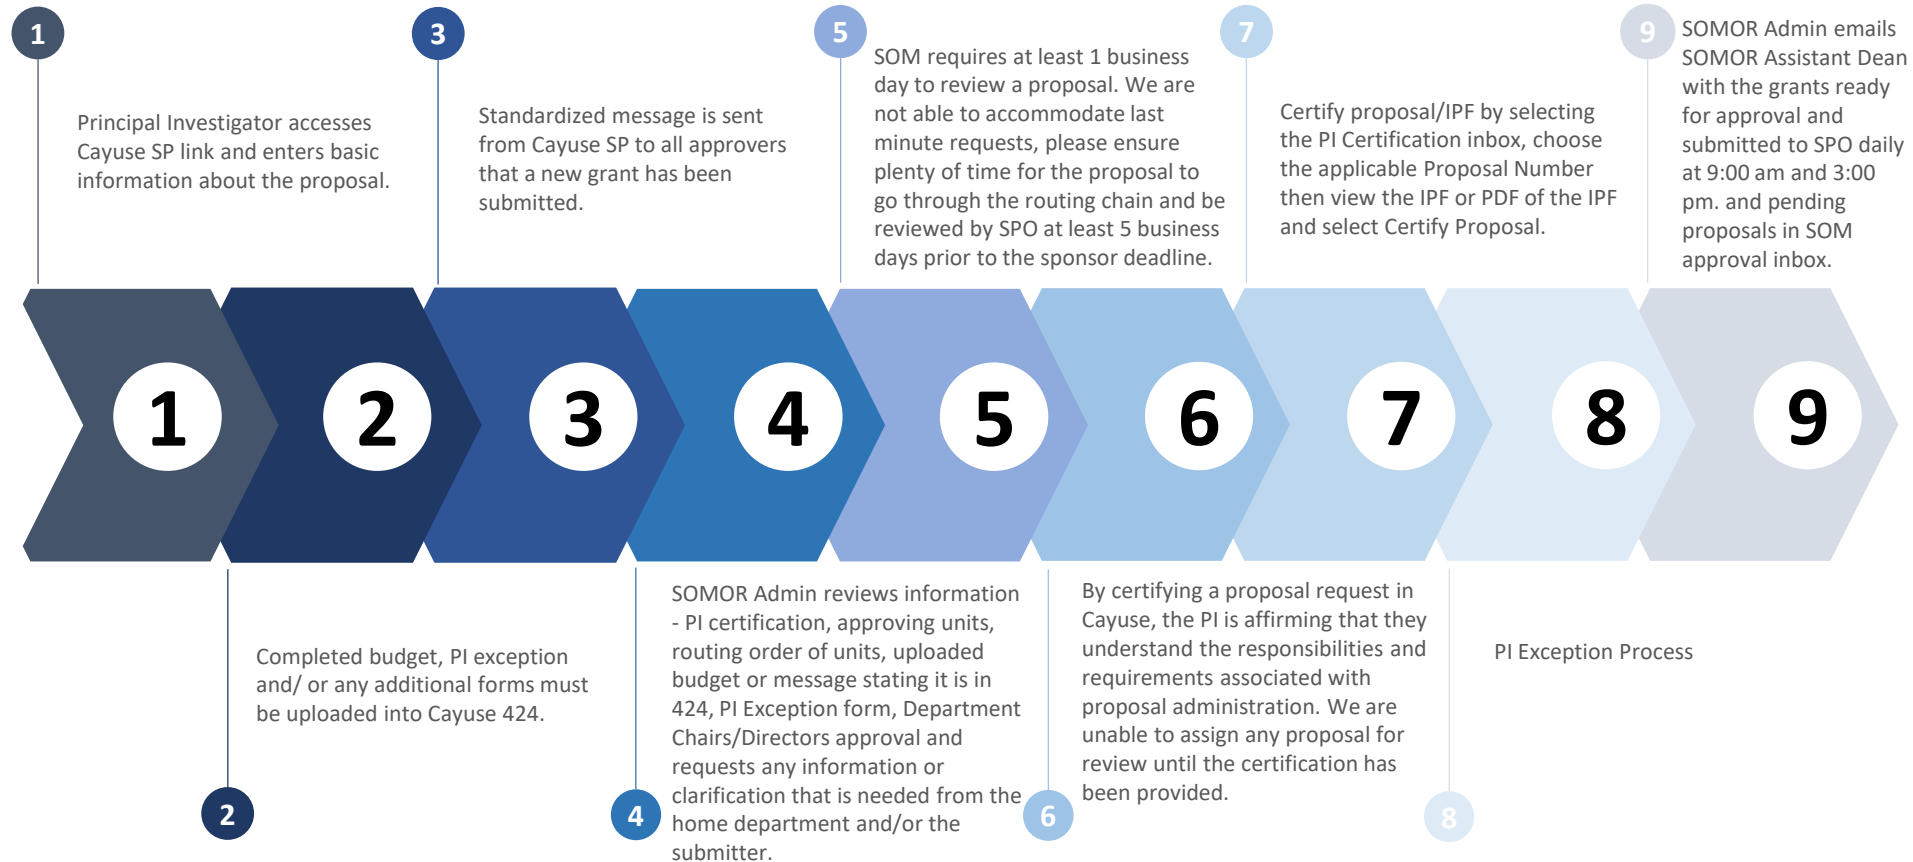 1
Principal Investigator accesses
Cayuse SP link and enters basic
information about the proposal.
3
Standardized message is sent
from Cayuse SP to all approvers
that a new grant has been
submitted.
5
SOM requires at least 1 business
day to review a proposal. We are
not able to accommodate last
minute requests, please ensure
plenty of time for the proposal to
go through the routing chain and be
reviewed by SPO at least 5 business
days prior to the sponsor deadline.
7
Certify proposal/IPF by selecting
the PI Certification inbox, choose
the applicable Proposal Number
then view the IPF or PDF of the IPF
and select Certify Proposal.
9
SOMOR Admin emails
SOMOR Assistant Dean
with the grants ready
for approval and
submitted to SPO daily
at 9:00 am and 3:00
pm. and pending
proposals in SOM
approval inbox.
1
2
3
4
5
6
7
8
9
Completed budget, PI exception
and/ or any additional forms must
be uploaded into Cayuse 424.
2
SOMOR Admin reviews information
- PI certification, approving units,
routing order of units, uploaded
budget or message stating it is in
424, PI Exception form, Department
Chairs/Directors approval and
requests any information or
clarification that is needed from the
home department and/or the
submitter.
4
By certifying a proposal request in
Cayuse, the PI is affirming that they
understand the responsibilities and
requirements associated with
proposal administration. We are
unable to assign any proposal for
review until the certification has
been provided.
6
PI Exception Process
8